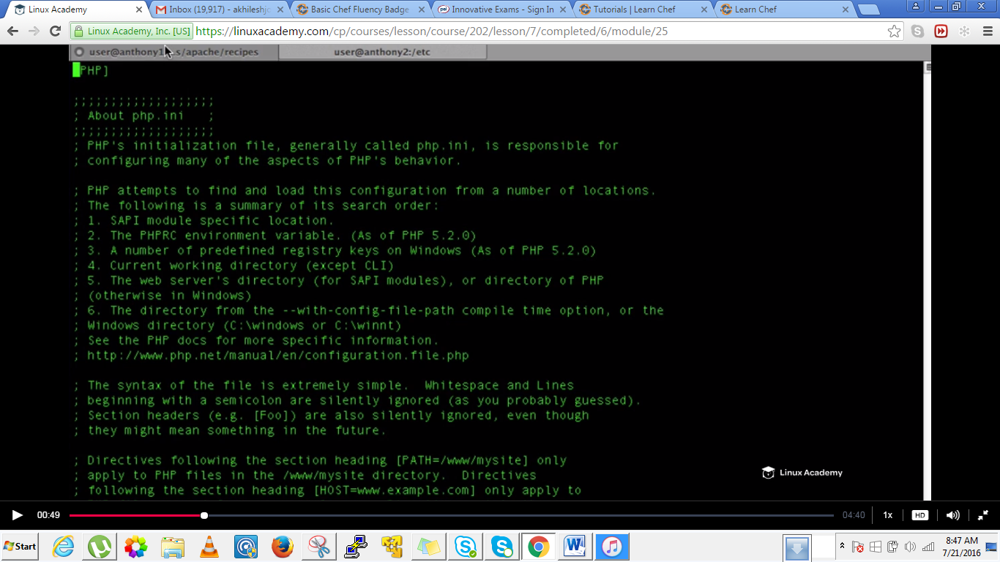 Linux Academy
Inbox (19,917) - akhileshjo
Basic Chef Fluency Badge
Innovative Exams - Sign In
Tutorials | Learn Chef
Learn Chef
Linux Academy, Inc. [US]
https://linuxacademy.com/cp/courses/lesson/course/202/lesson/7/completed/6/module/25
user@anthony1 .s/apache/recipes
user@anthony2:/etc
PHP]
;;;;;;;;;;;;;;;;;;;
; About php.ini   ;
;;;;;;;;;;;;;;;;;;;
; PHP's initialization file, generally called php.ini, is responsible for
; configuring many of the aspects of PHP's behavior.
; PHP attempts to find and load this configuration from a number of locations.
; The following is a summary of its search order:
; 1. SAPI module specific location.
; 2. The PHPRC environment variable. (As of PHP 5.2.0)
; 3. A number of predefined registry keys on Windows (As of PHP 5.2.0)
; 4. Current working directory (except CLI)
; 5. The web server's directory (for SAPI modules), or directory of PHP
; (otherwise in Windows)
; 6. The directory from the --with-config-file-path compile time option, or the
; Windows directory (C:\windows or C:\winnt)
; See the PHP docs for more specific information.
; http://www.php.net/manual/en/configuration.file.php
; The syntax of the file is extremely simple.  Whitespace and Lines
; beginning with a semicolon are silently ignored (as you probably guessed).
; Section headers (e.g. [Foo]) are also silently ignored, even though
; they might mean something in the future.
; Directives following the section heading [PATH=/www/mysite] only
; apply to PHP files in the /www/mysite directory.  Directives
; following the section heading [HOST=www.example.com] only apply to
Linux Academy
00:49
04:40
1x
HD
Start
8:47 AM
7/21/2016